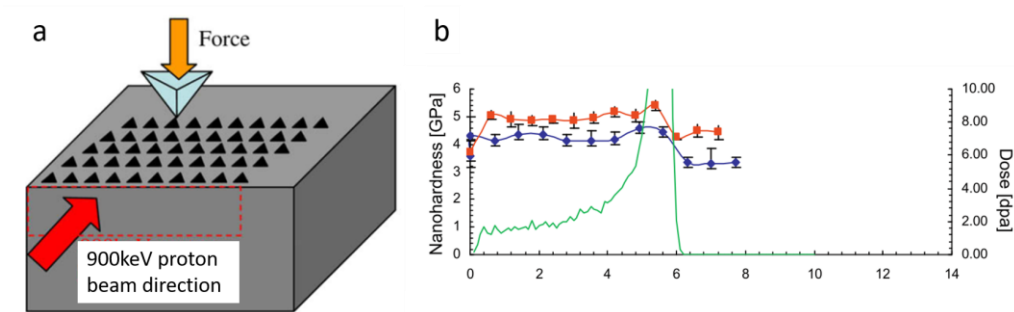 a
Force
900keV proton
beam direction
b
Nanohardness [GPa]
6
5
4
3
2
1
0
10.00
8.00
6.00
4.00
2.00
0.00
Dose [dpa]
0 2 4 6 8 10 12 14